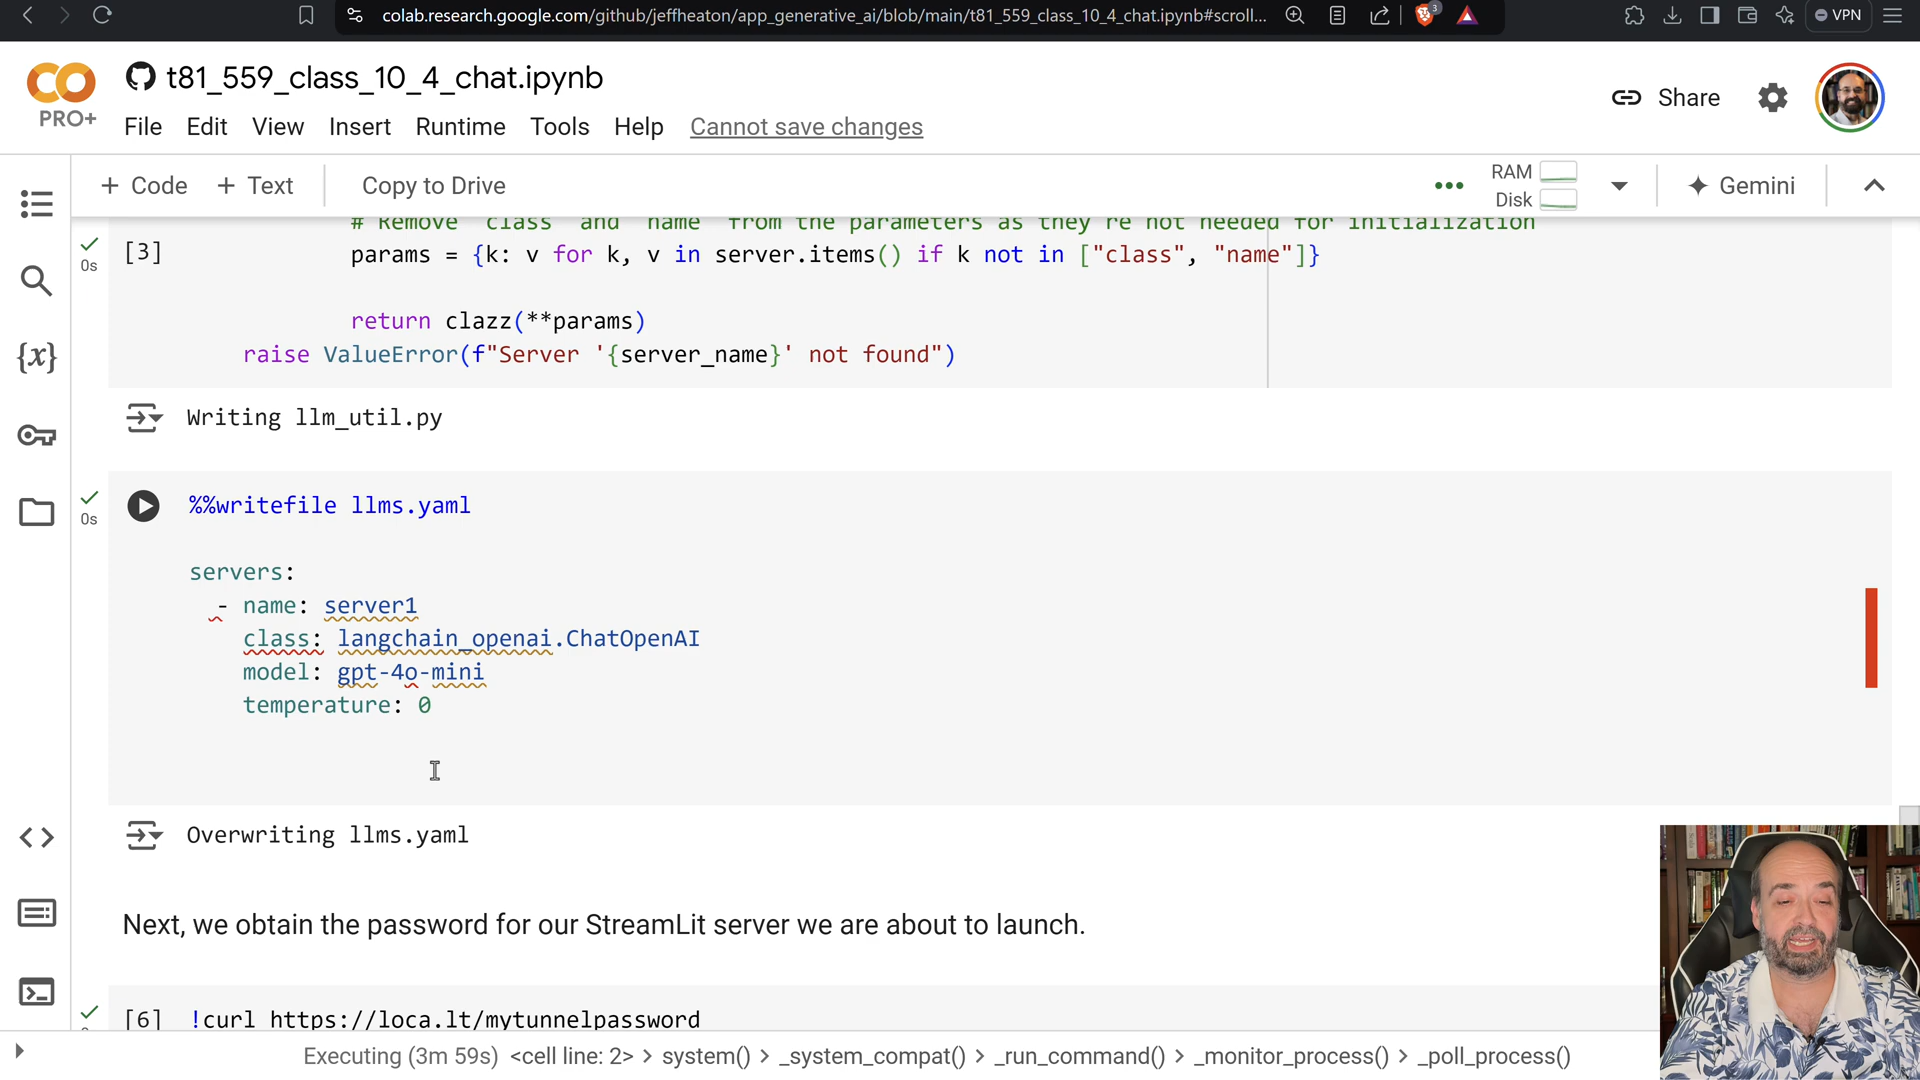 colab.research.google.com/github/jeffheaton/app_generative_ai/blob/main/t81_559_class_10_4_chat.ipynb#scroll...
3
VPN
CO
PRO+
t81_559_class_10_4_chat.ipynb
File Edit View Insert Runtime Tools Help Cannot save changes
Share
+ Code + Text Copy to Drive
RAM
Disk
Gemini
# Remove class and name from the parameters as they're not needed for initialization
0s
[3]
params = {k: v for k, v in server.items() if k not in ["class", "name"]}
return clazz(**params)
raise ValueError(f"Server '{server_name}' not found")
Writing llm_util.py
0s
%%writefile llms.yaml
servers:
- name: server1
class: langchain_openai.ChatOpenAI
model: gpt-4o-mini
temperature: 0
Overwriting llms.yaml
Next, we obtain the password for our StreamLit server we are about to launch.
[6] !curl https://loca.lt/mytunnelpassword
Executing (3m 59s) <cell line: 2> > system() > _system_compat() > _run_command() > _monitor_process() > _poll_process()